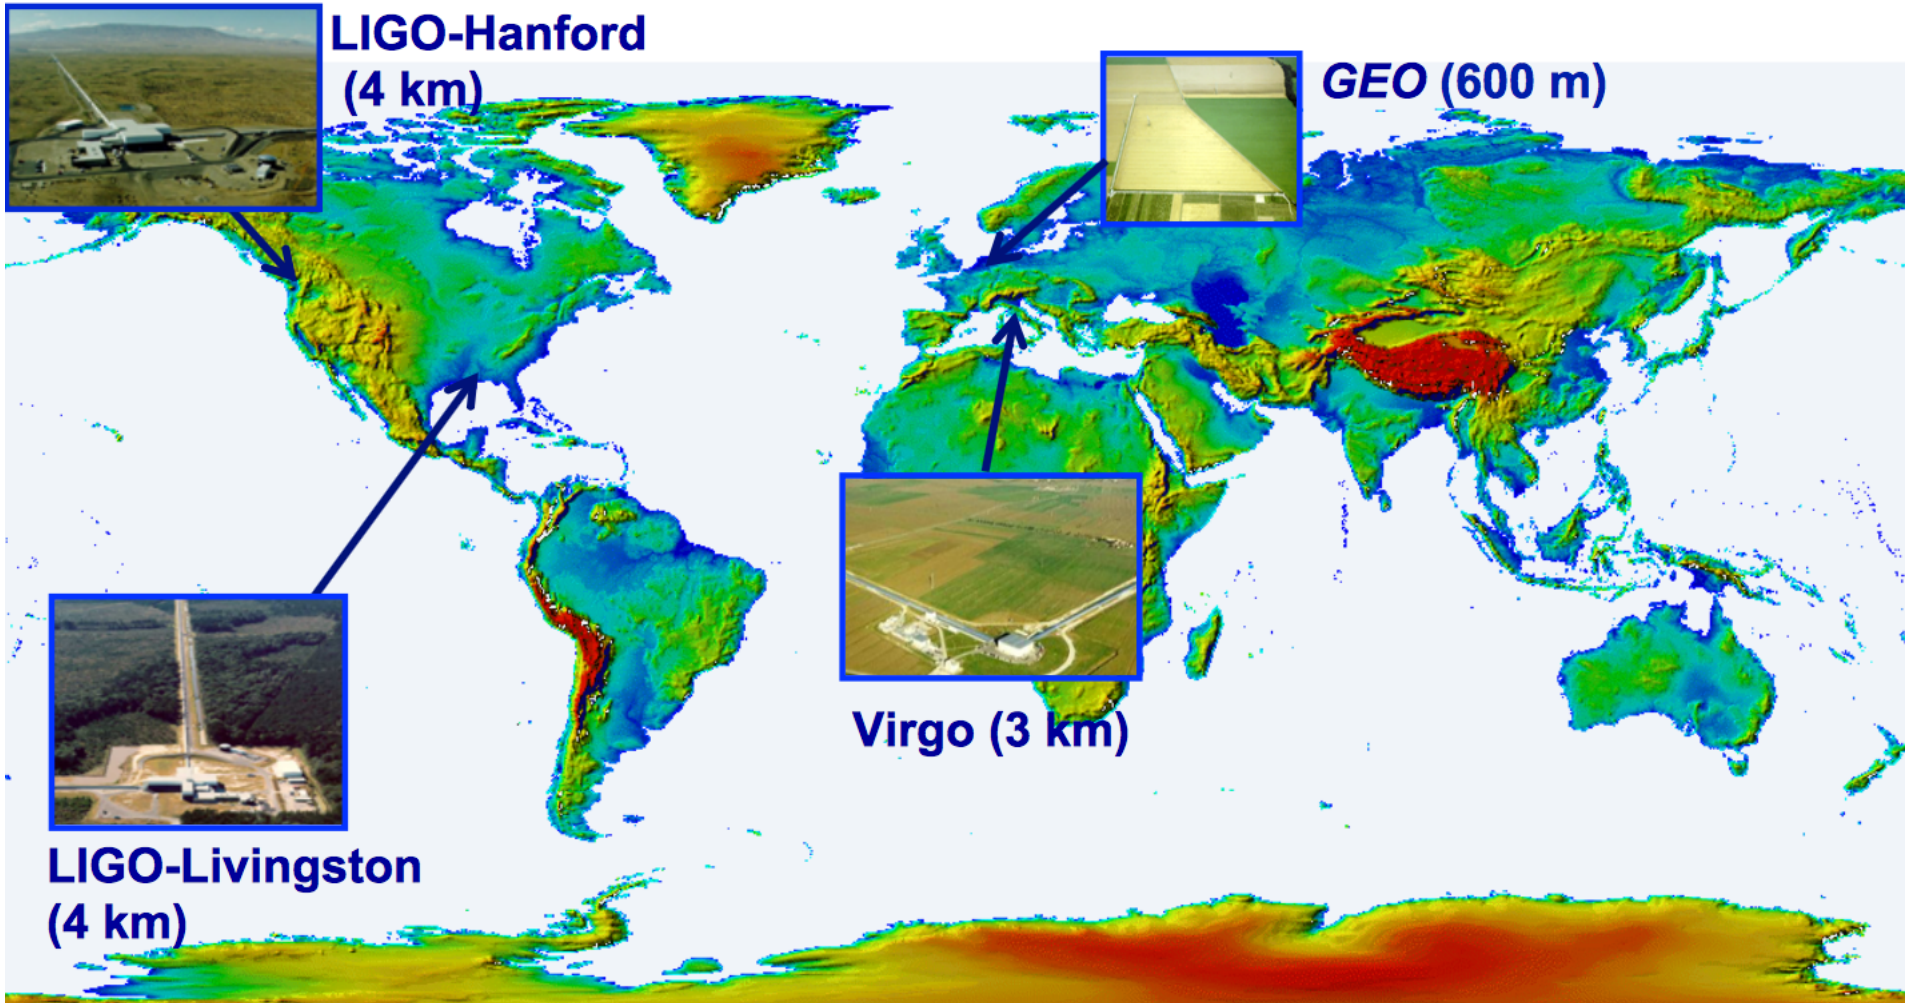 LIGO-Hanford
(4 km)
GEO (600 m)
Virgo (3 km)
LIGO-Livingston
(4 km)